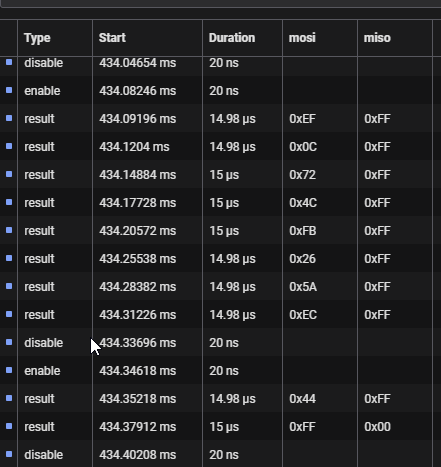 Type Start Duration mosi miso
disable 434.04654 ms 20 ns
enable 434.08246 ms 20 ns
result 434.09196 ms 14.98 µs 0xEF 0xFF
result 434.1204 ms 14.98 µs 0x0C 0xFF
result 434.14884 ms 15 µs 0x72 0xFF
result 434.17728 ms 15 µs 0x4C 0xFF
result 434.20572 ms 15 µs 0xFB 0xFF
result 434.25538 ms 14.98 µs 0x26 0xFF
result 434.28382 ms 14.98 µs 0x5A 0xFF
result 434.31226 ms 14.98 µs 0xEC 0xFF
disable 434.33696 ms 20 ns
enable 434.34618 ms 20 ns
result 434.35218 ms 14.98 µs 0x44 0xFF
result 434.37912 ms 15 µs 0xFF 0x00
disable 434.40208 ms 20 ns